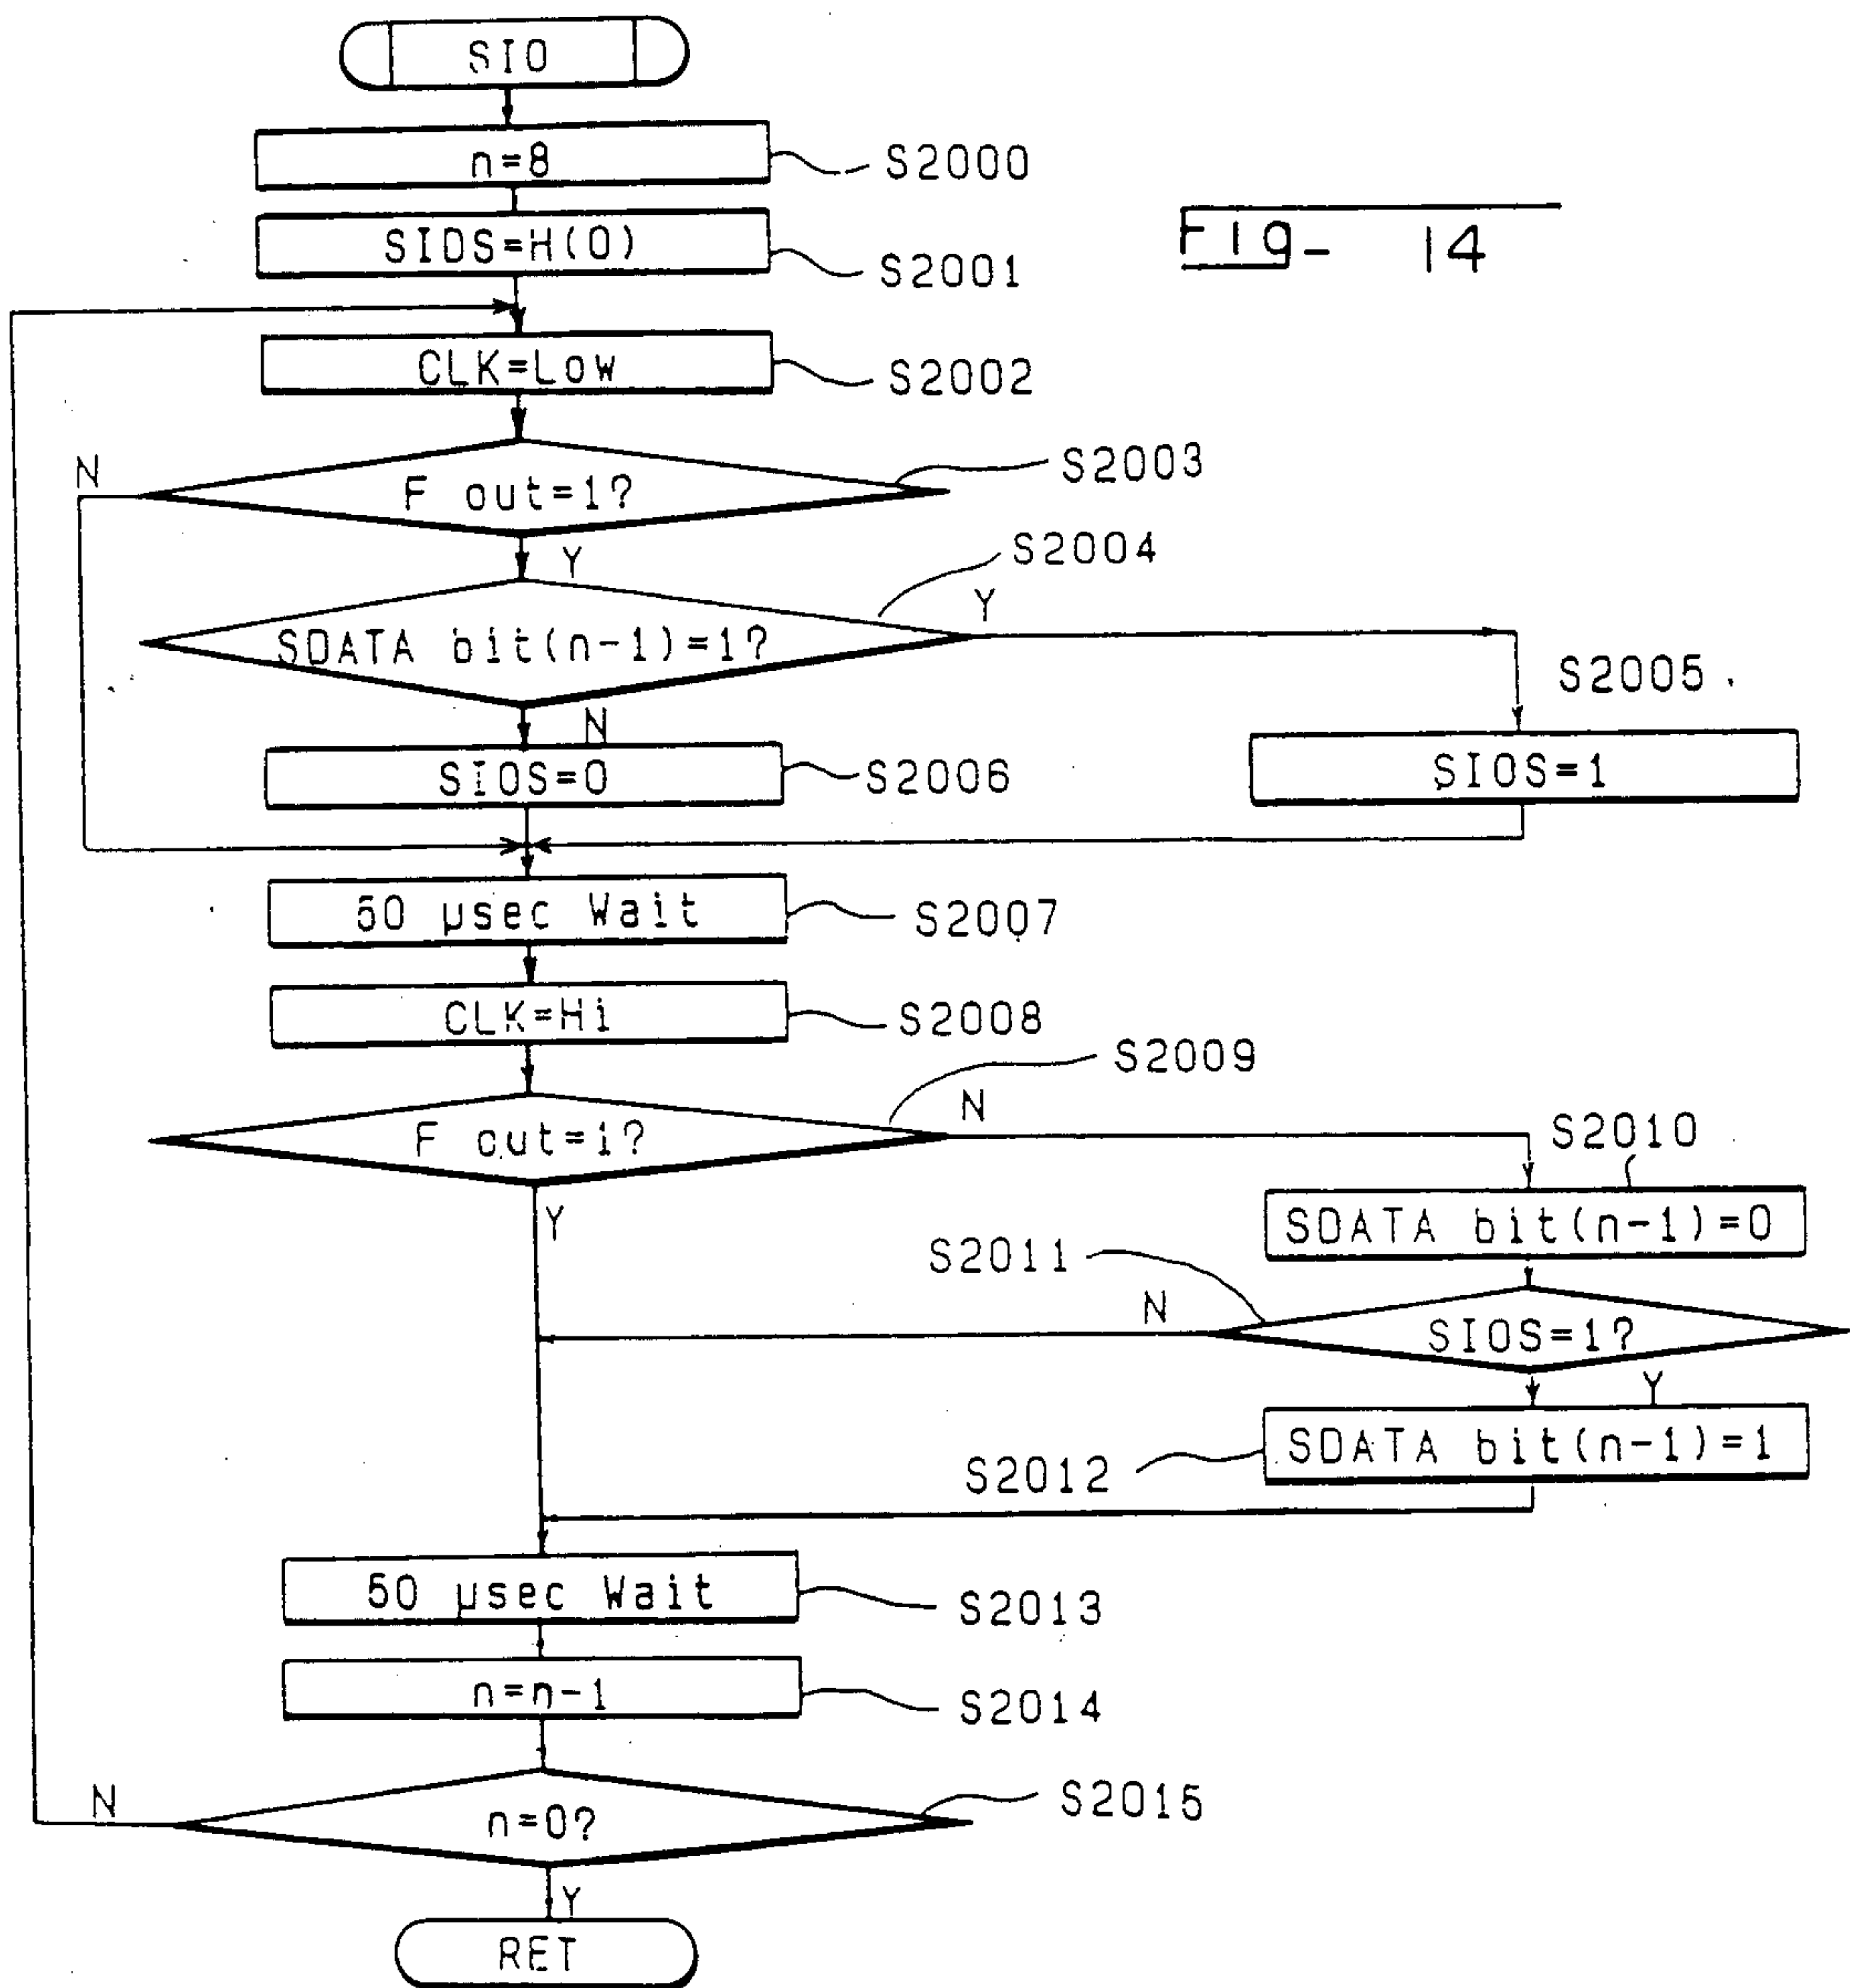 SIO
n=8
S2000
SIOS=H(0)
S2001
Fig- 14
CLK=Low
S2002
N
F out=1?
S2003
Y
S2004
SDATA bit(n-1)=1?
Y
S2005
N
SIOS=0
S2006
SIOS=1
50 µsec Wait
S2007
CLK=Hi
S2008
S2009
F out=1?
N
S2010
Y
SDATA bit(n-1)=0
S2011
N
SIOS=1?
Y
SDATA bit(n-1)=1
S2012
50 µsec Wait
S2013
n=n-1
S2014
N
n=0?
S2015
Y
RET